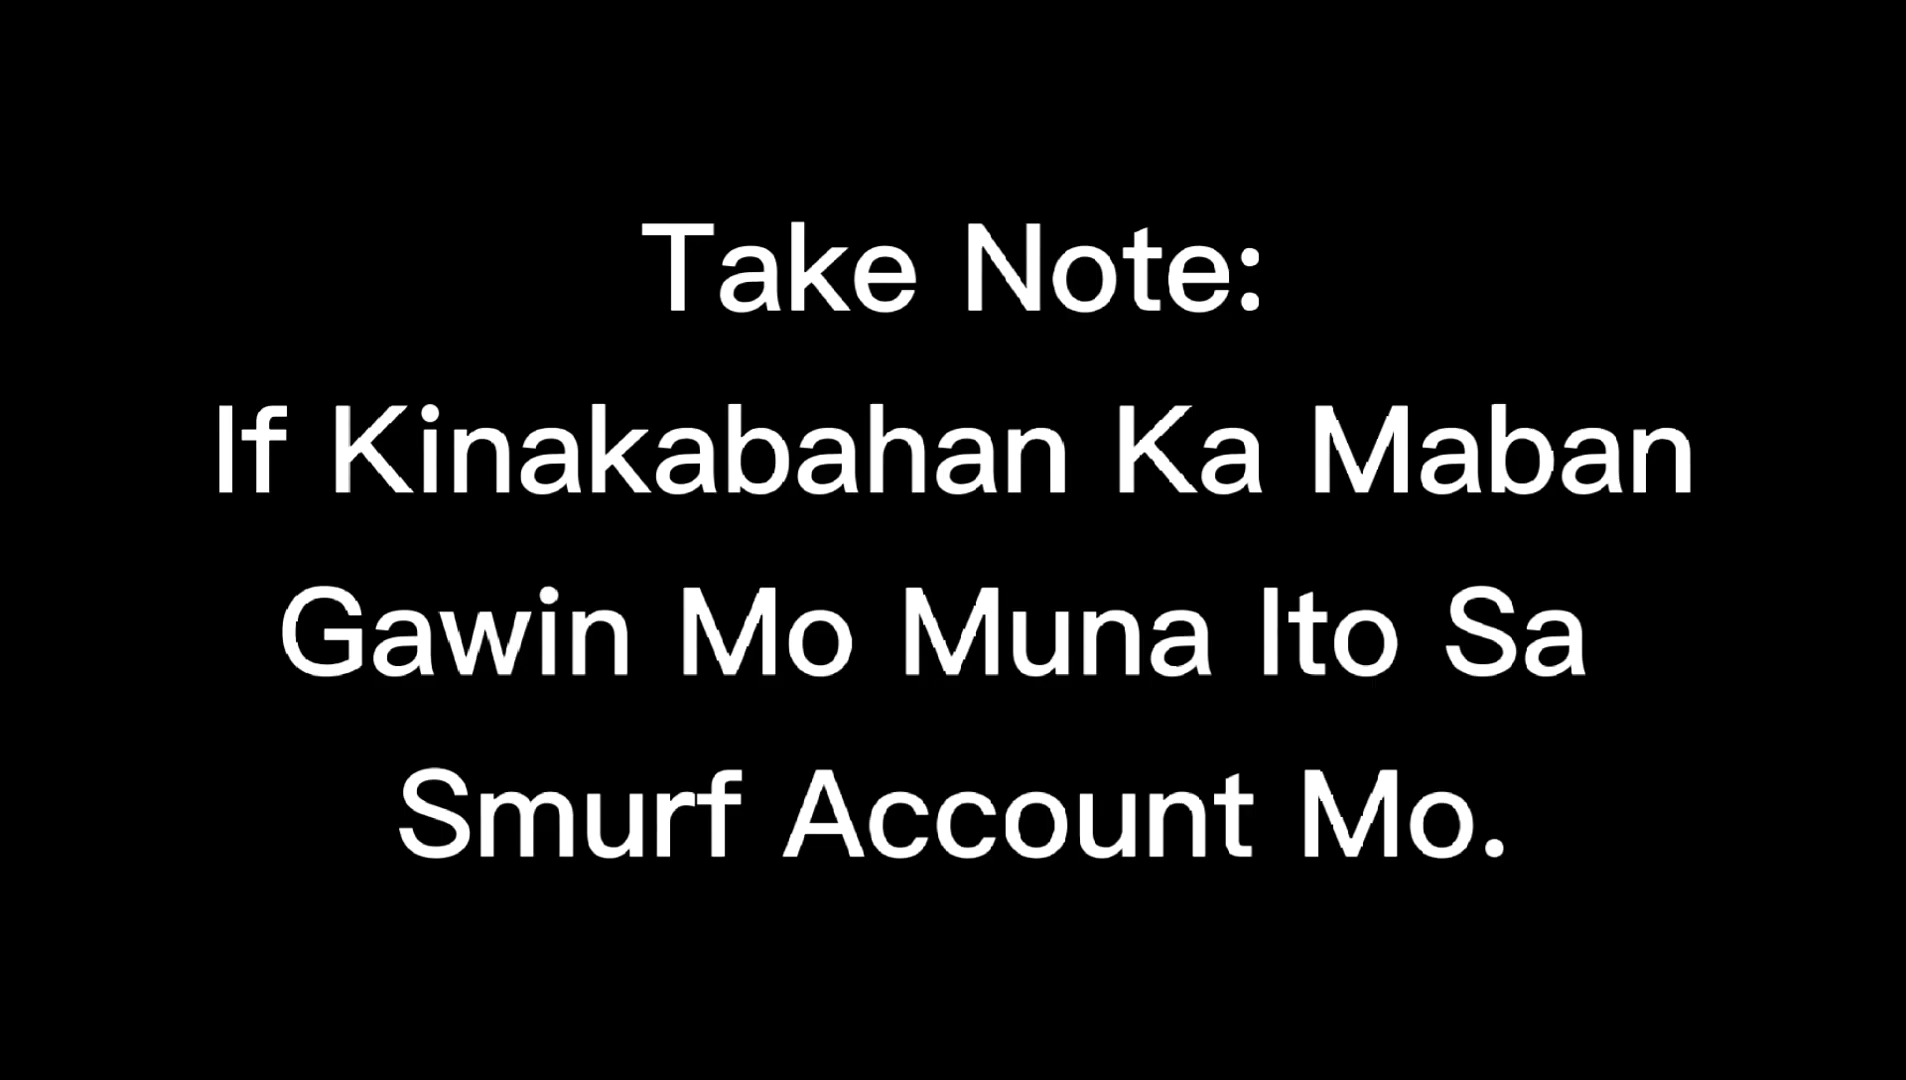 Take Note:
If Kinakabahan Ka Maban
Gawin Mo Muna Ito Sa
Smurf Account Mo.